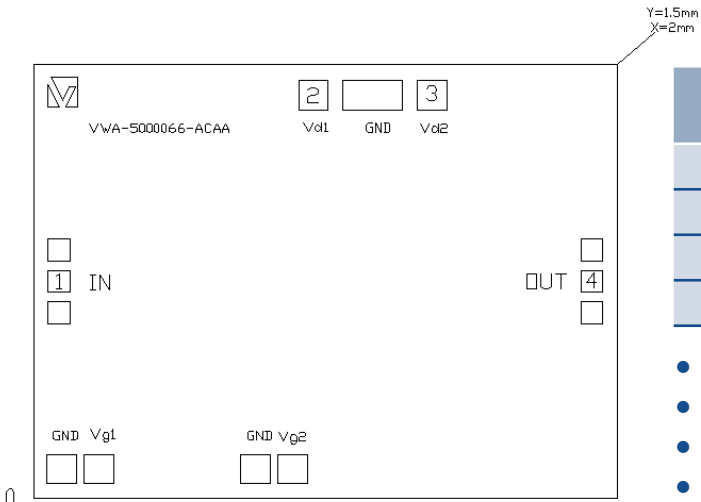 Y=1.5mm
X=2mm
2 3
VWA-5000066-ACAA Vd1 GND Vd2
1 IN OUT 4
GND Vg1 GND Vg2